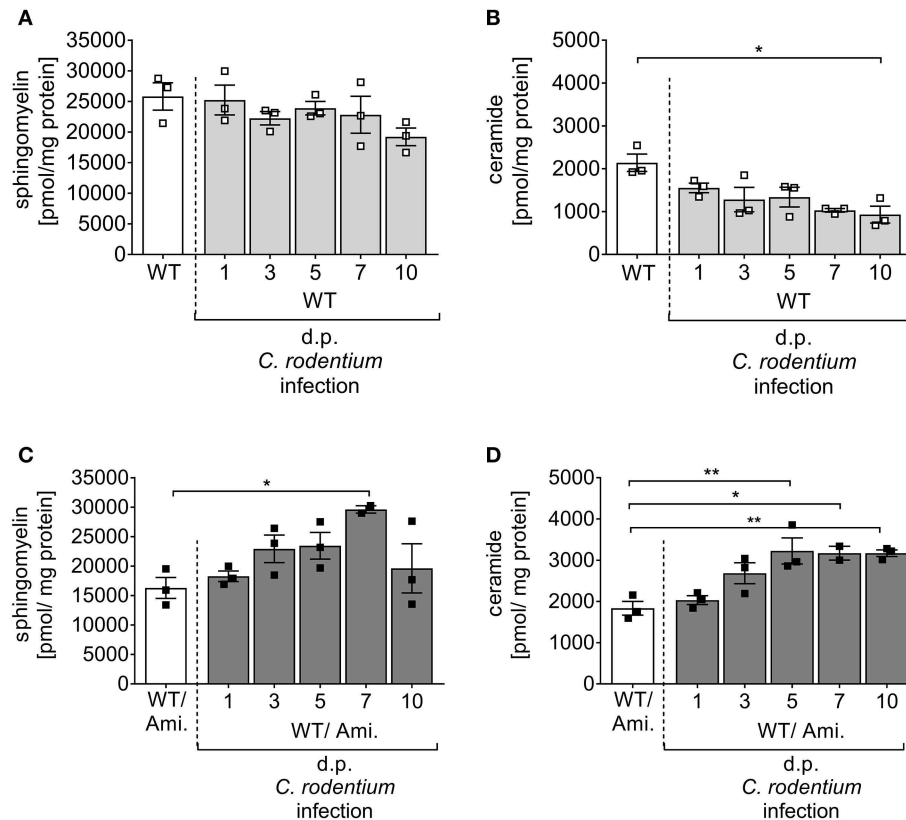 A
sphingomyelin
[pmol/mg protein]
35000
30000
25000
20000
15000
10000
5000
0
WT
1 3 5 7 10
WT
d.p.
C. rodentium
infection
B
ceramide
[pmol/mg protein]
5000
4000
3000
2000
1000
0
*
WT
1 3 5 7 10
WT
d.p.
C. rodentium
infection
C
sphingomyelin
[pmol/ mg protein]
35000
30000
25000
20000
15000
10000
5000
0
*
WT/
Ami.
1 3 5 7 10
WT/ Ami.
d.p.
C. rodentium
infection
D
ceramide
[pmol/ mg protein]
5000
4000
3000
2000
1000
0
**
*
**
WT/
Ami.
1 3 5 7 10
WT/ Ami.
d.p.
C. rodentium
infection